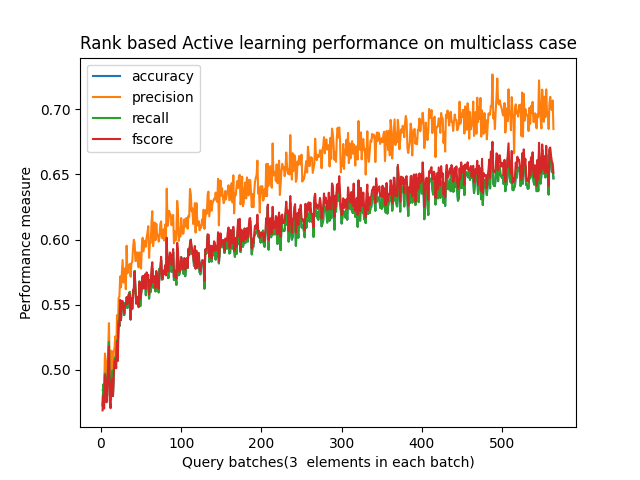 Rank based Active learning performance on multiclass case
accuracy
precision
recall
fscore
Performance measure
0.70
0.65
0.60
0.55
0.50
0 100 200 300 400 500
Query batches(3  elements in each batch)